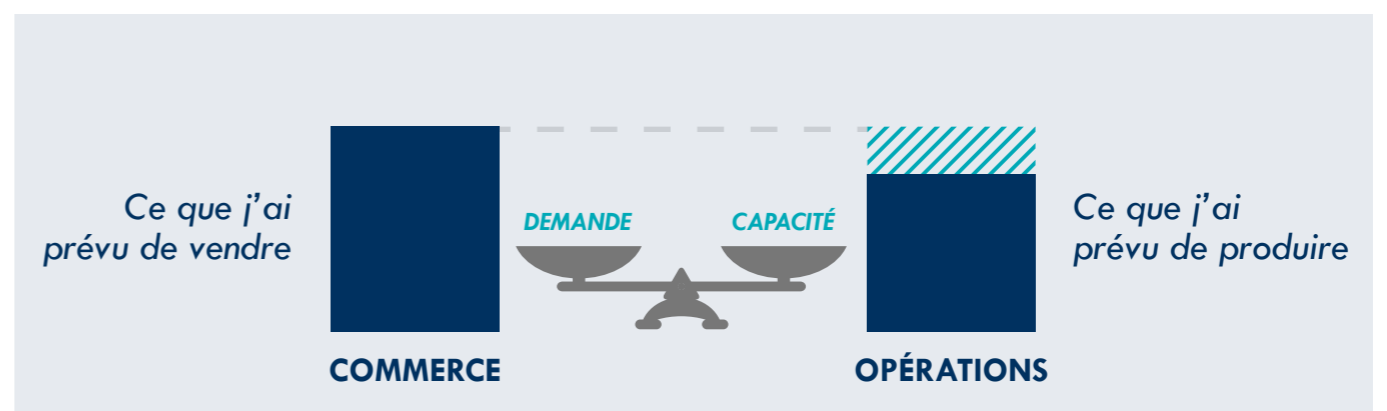 Ce que j'ai
prévu de vendre
DEMANDE
CAPACITÉ
Ce que j'ai
prévu de produire
COMMERCE
OPÉRATIONS